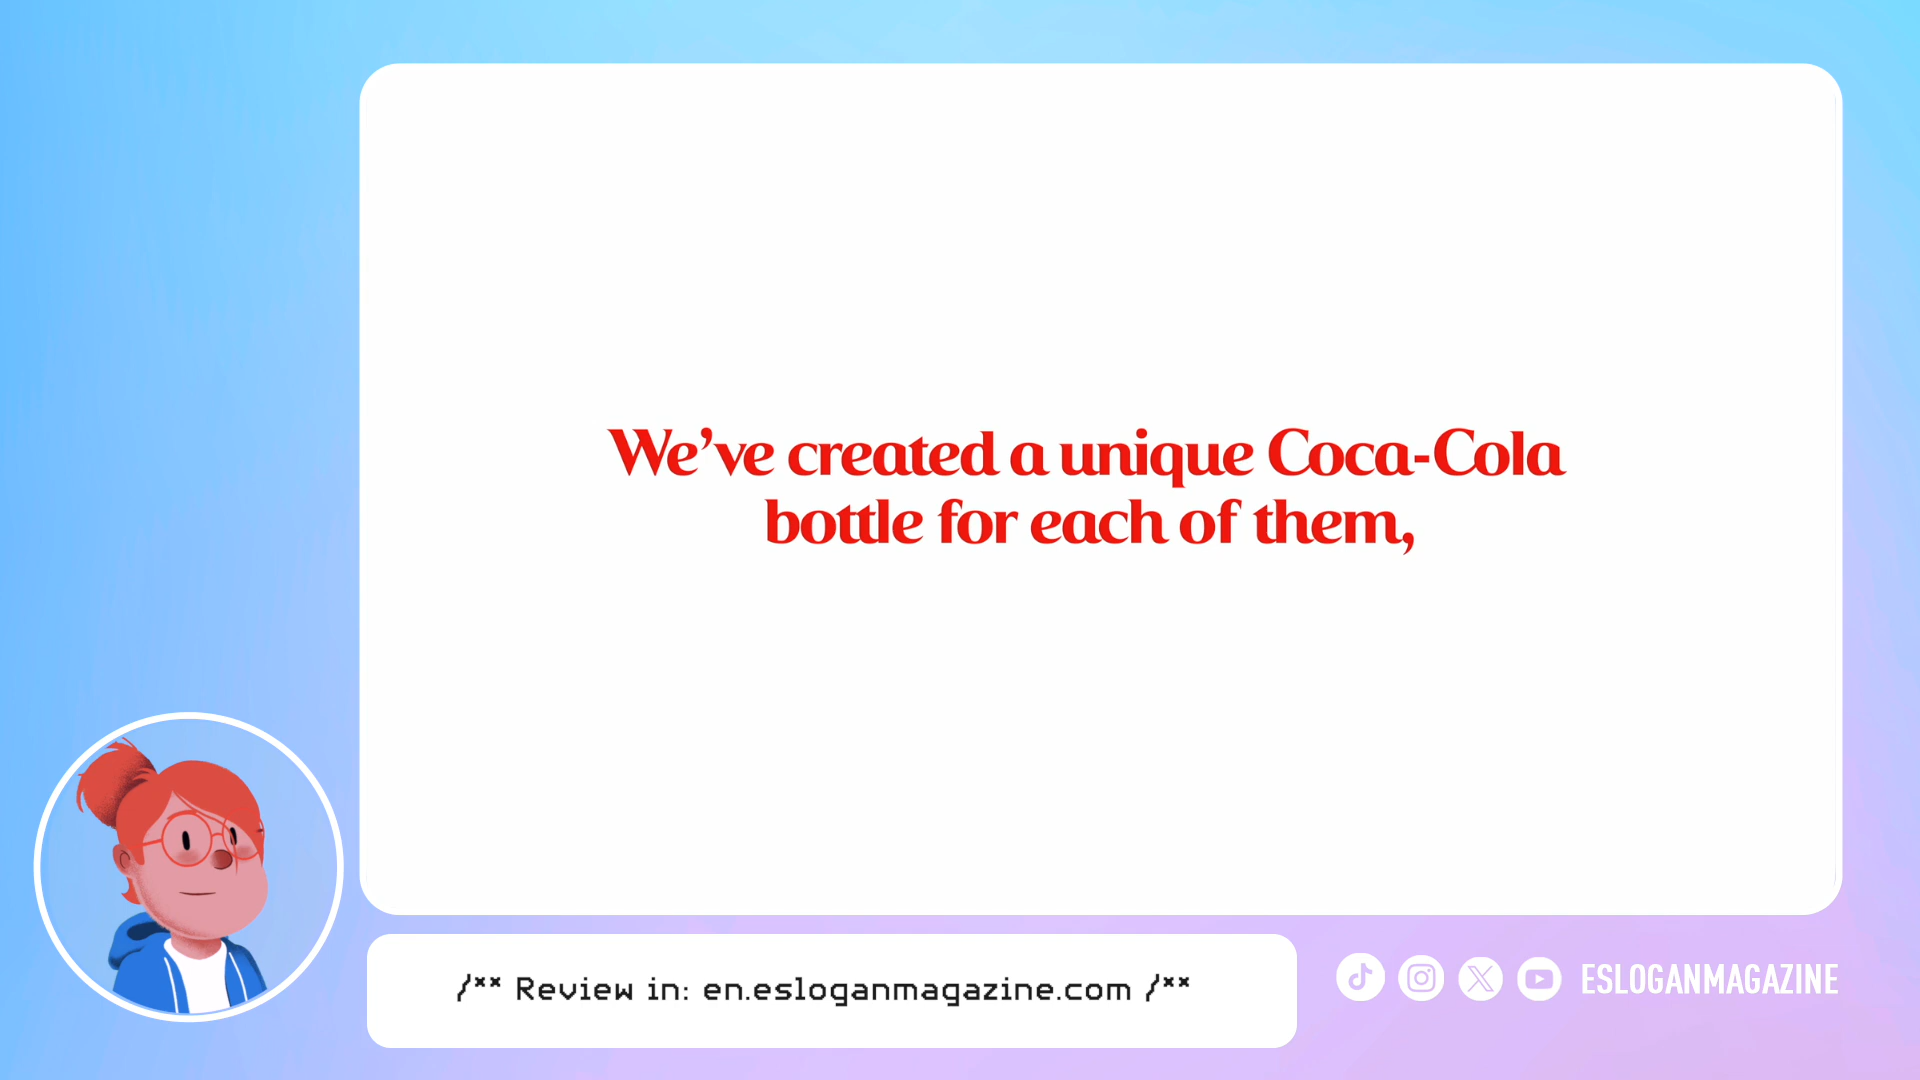 We’ve created a unique Coca-Cola
bottle for each of them,
/** Review in: en.esloganmagazine.com /**
ESLOGANMAGAZINE